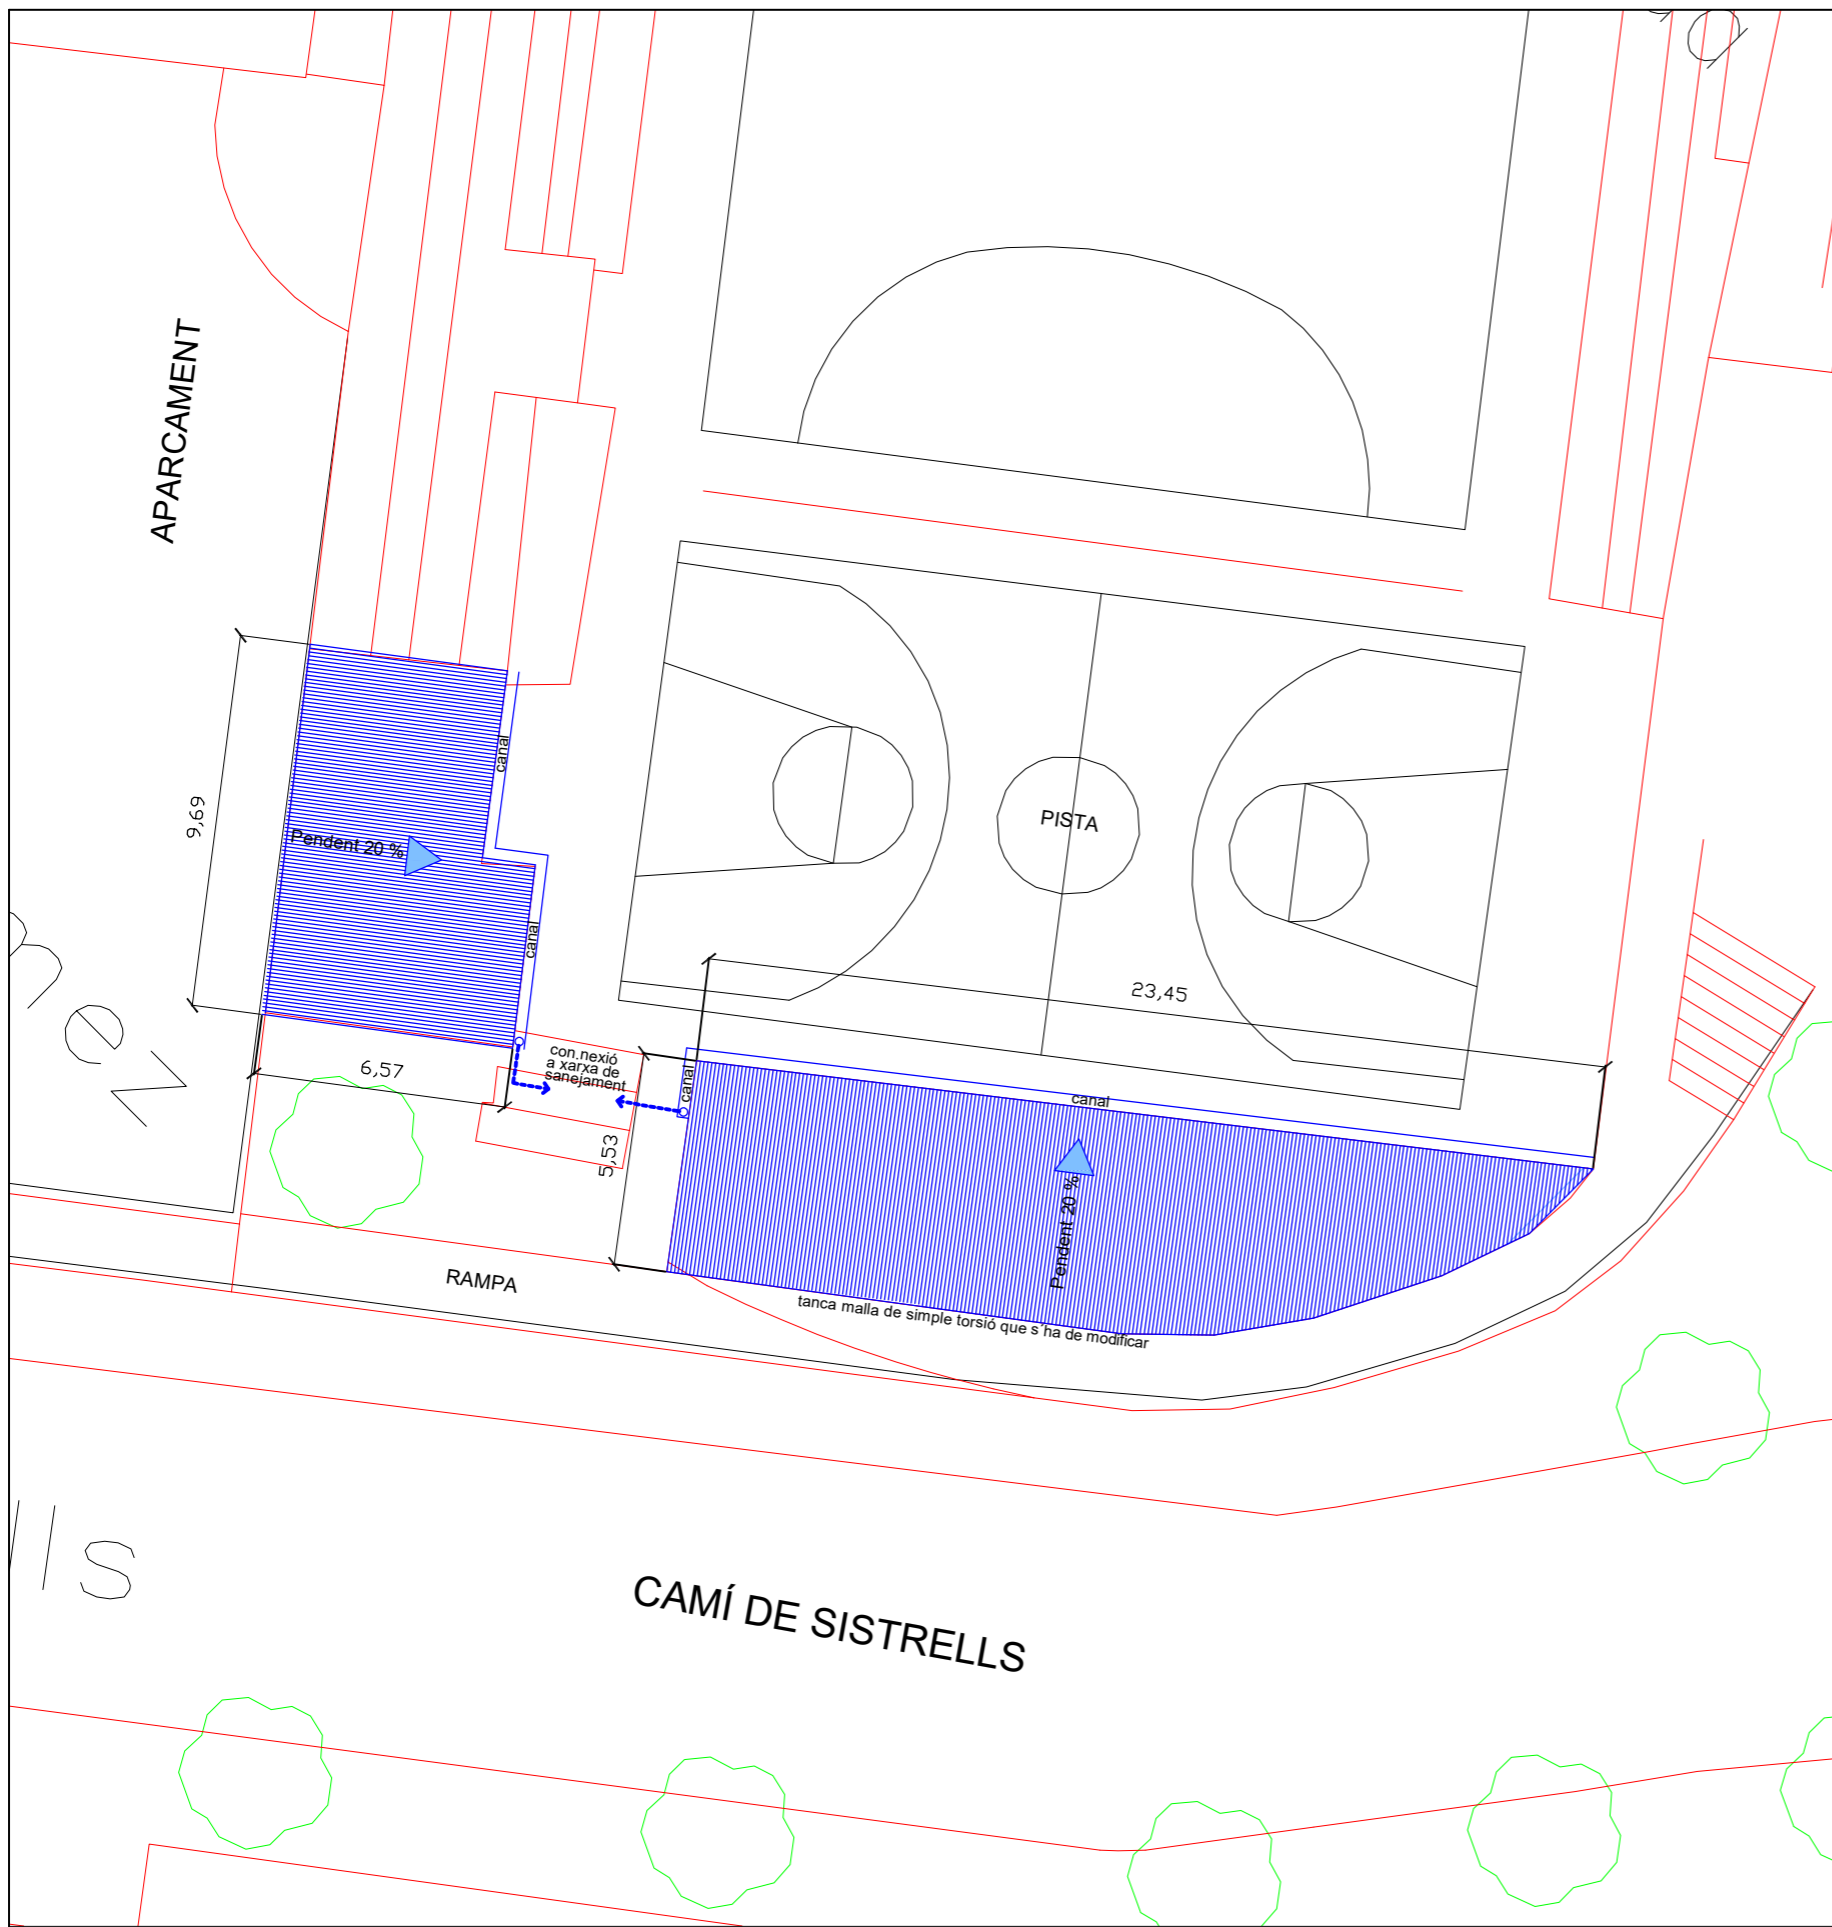 APARCAMENT
9,69
canal
Pendent 20 %
canal
PISTA
23,45
6,57
con.nexió
a xarxa de
sanejament
canal
canal
5,53
Pendent 20 %
RAMPA
tanca malla de simple torsió que s´ha de modificar
CAMÍ DE SISTRELLS
lls